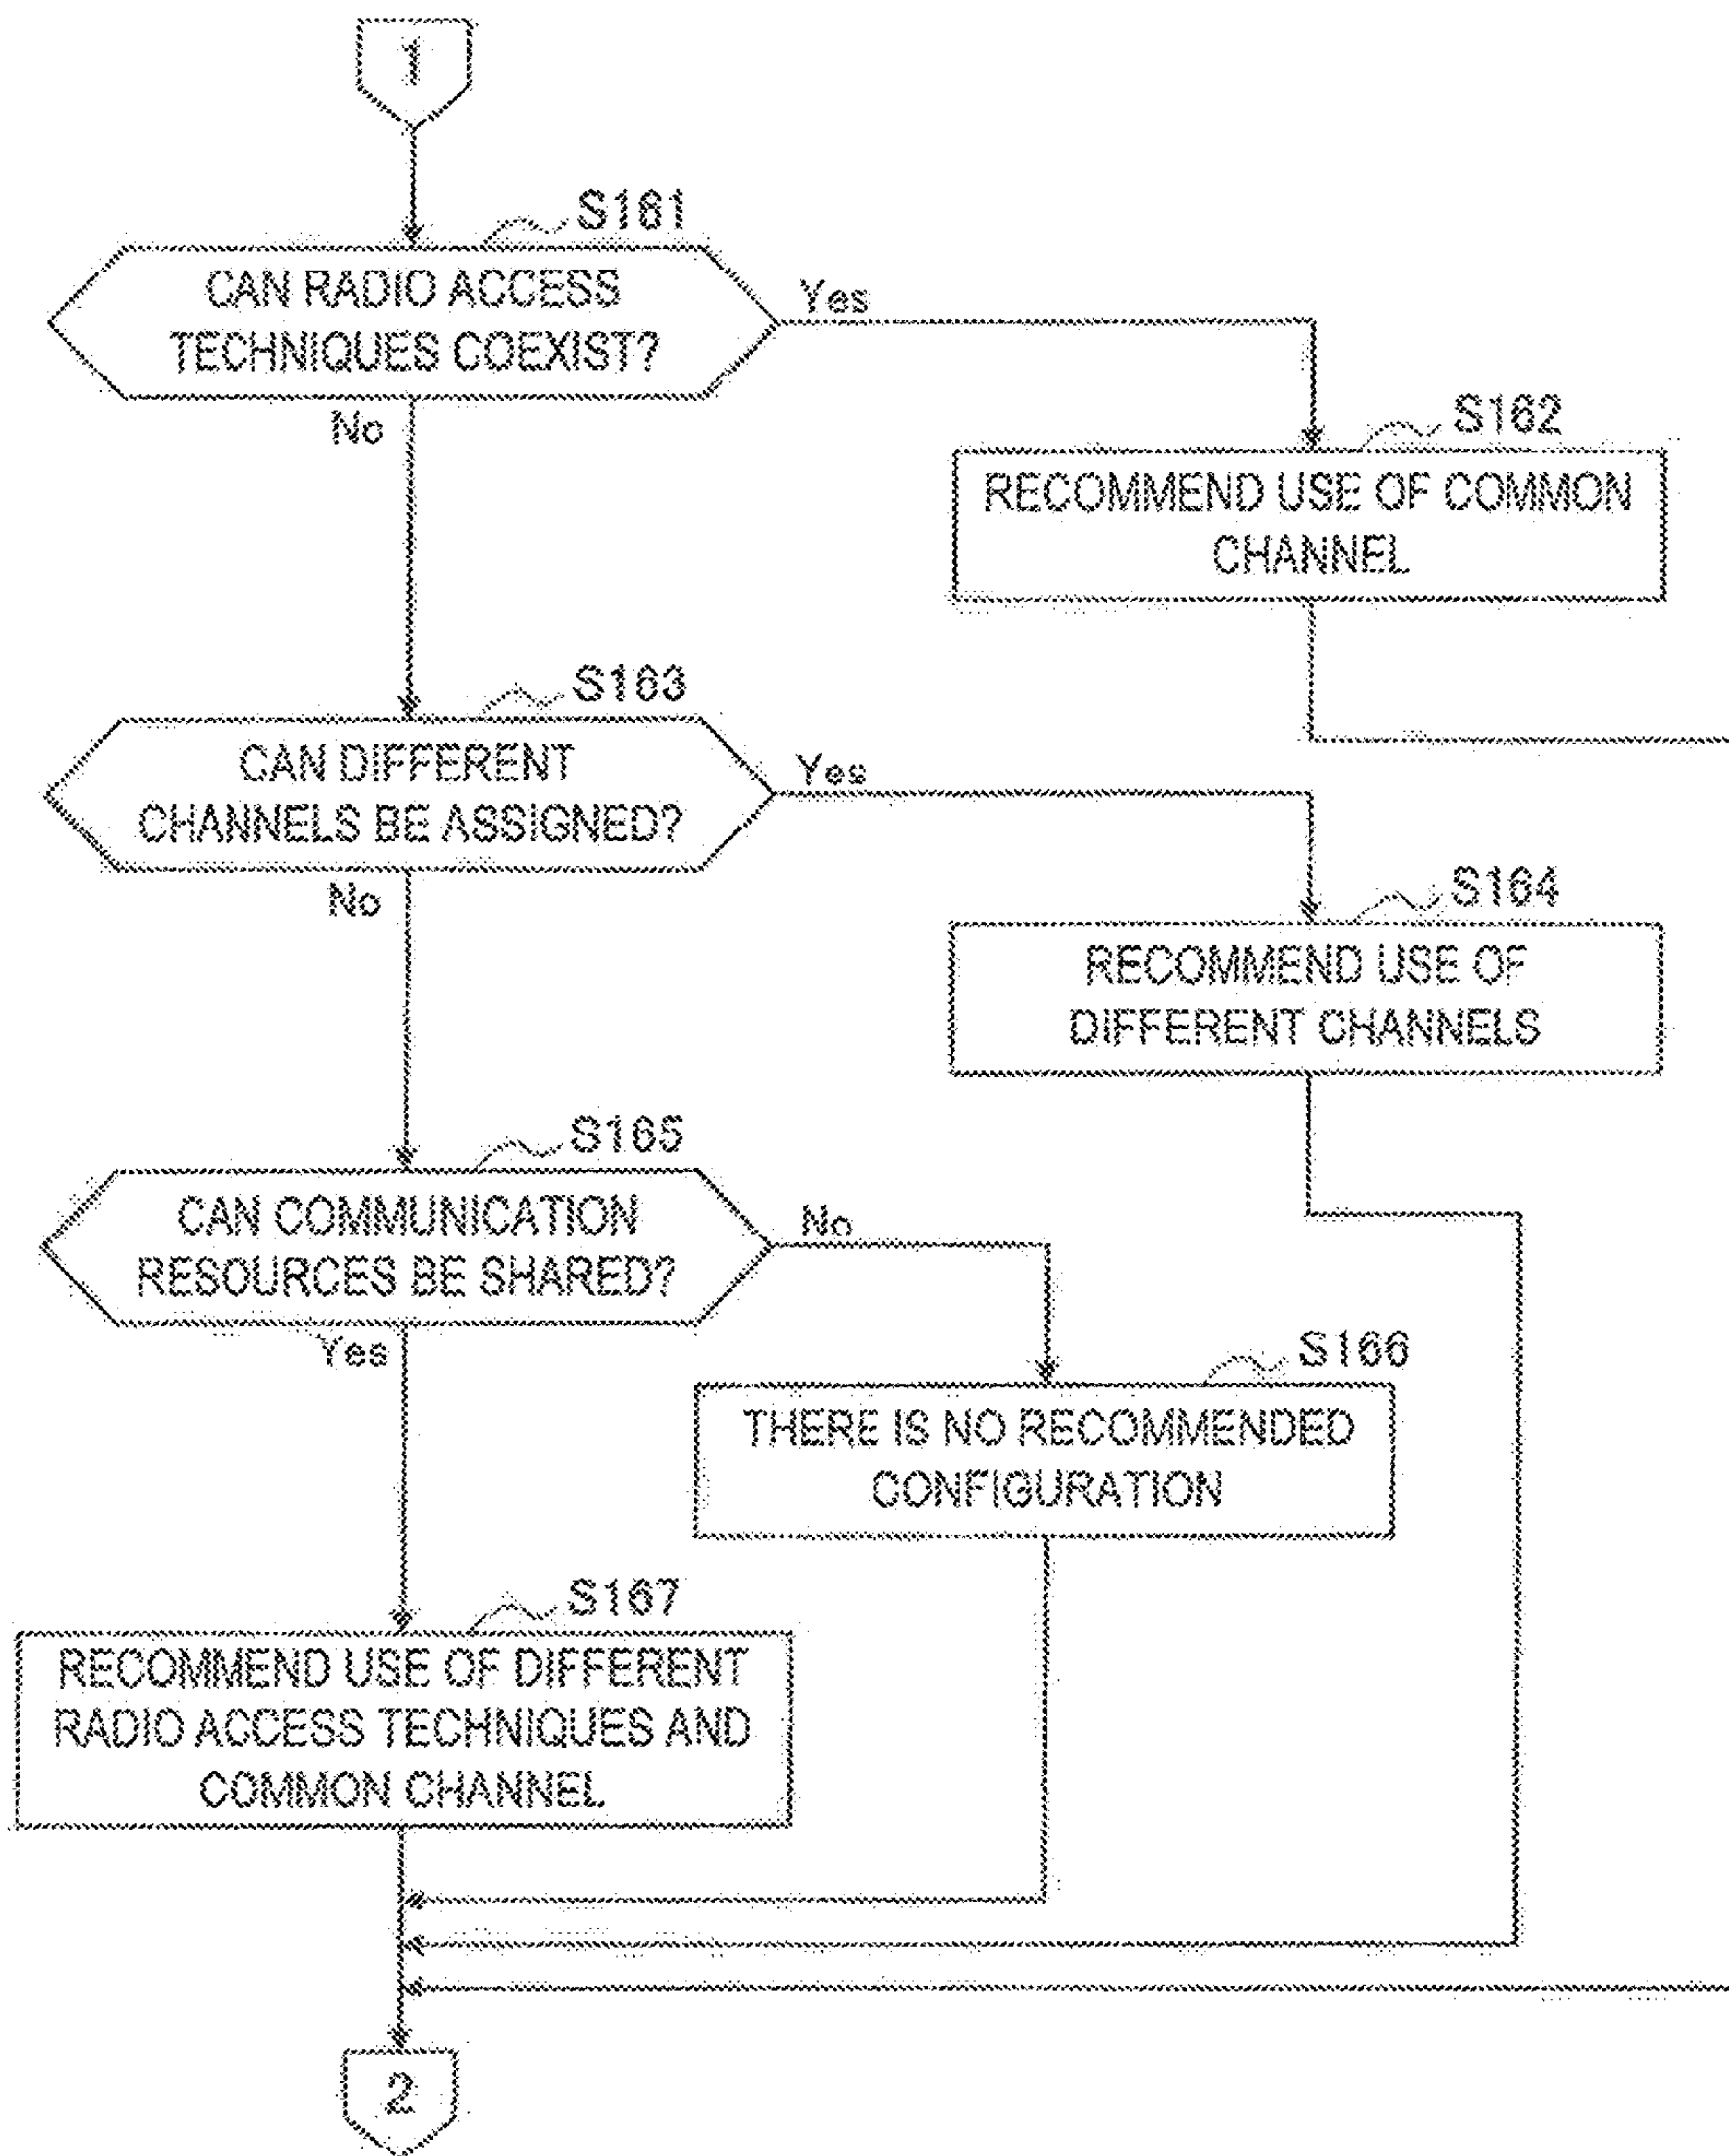 1
S161
CAN RADIO ACCESS
TECHNIQUES COEXIST?
Yes
No
S162
RECOMMEND USE OF COMMON
CHANNEL
S163
CAN DIFFERENT
CHANNELS BE ASSIGNED?
Yes
No
S164
RECOMMEND USE OF
DIFFERENT CHANNELS
S165
CAN COMMUNICATION
RESOURCES BE SHARED?
No
Yes
S166
THERE IS NO RECOMMENDED
CONFIGURATION
S167
RECOMMEND USE OF DIFFERENT
RADIO ACCESS TECHNIQUES AND
COMMON CHANNEL
2